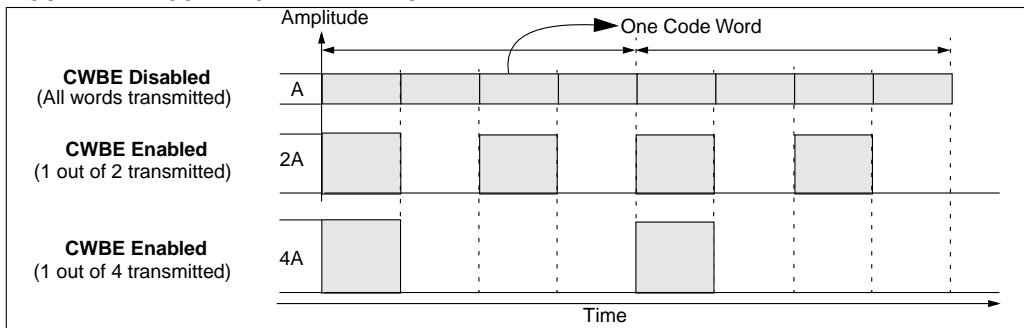 Amplitude
One Code Word
CWBE Disabled
(All words transmitted)
A
CWBE Enabled
(1 out of 2 transmitted)
2A
CWBE Enabled
(1 out of 4 transmitted)
4A
Time